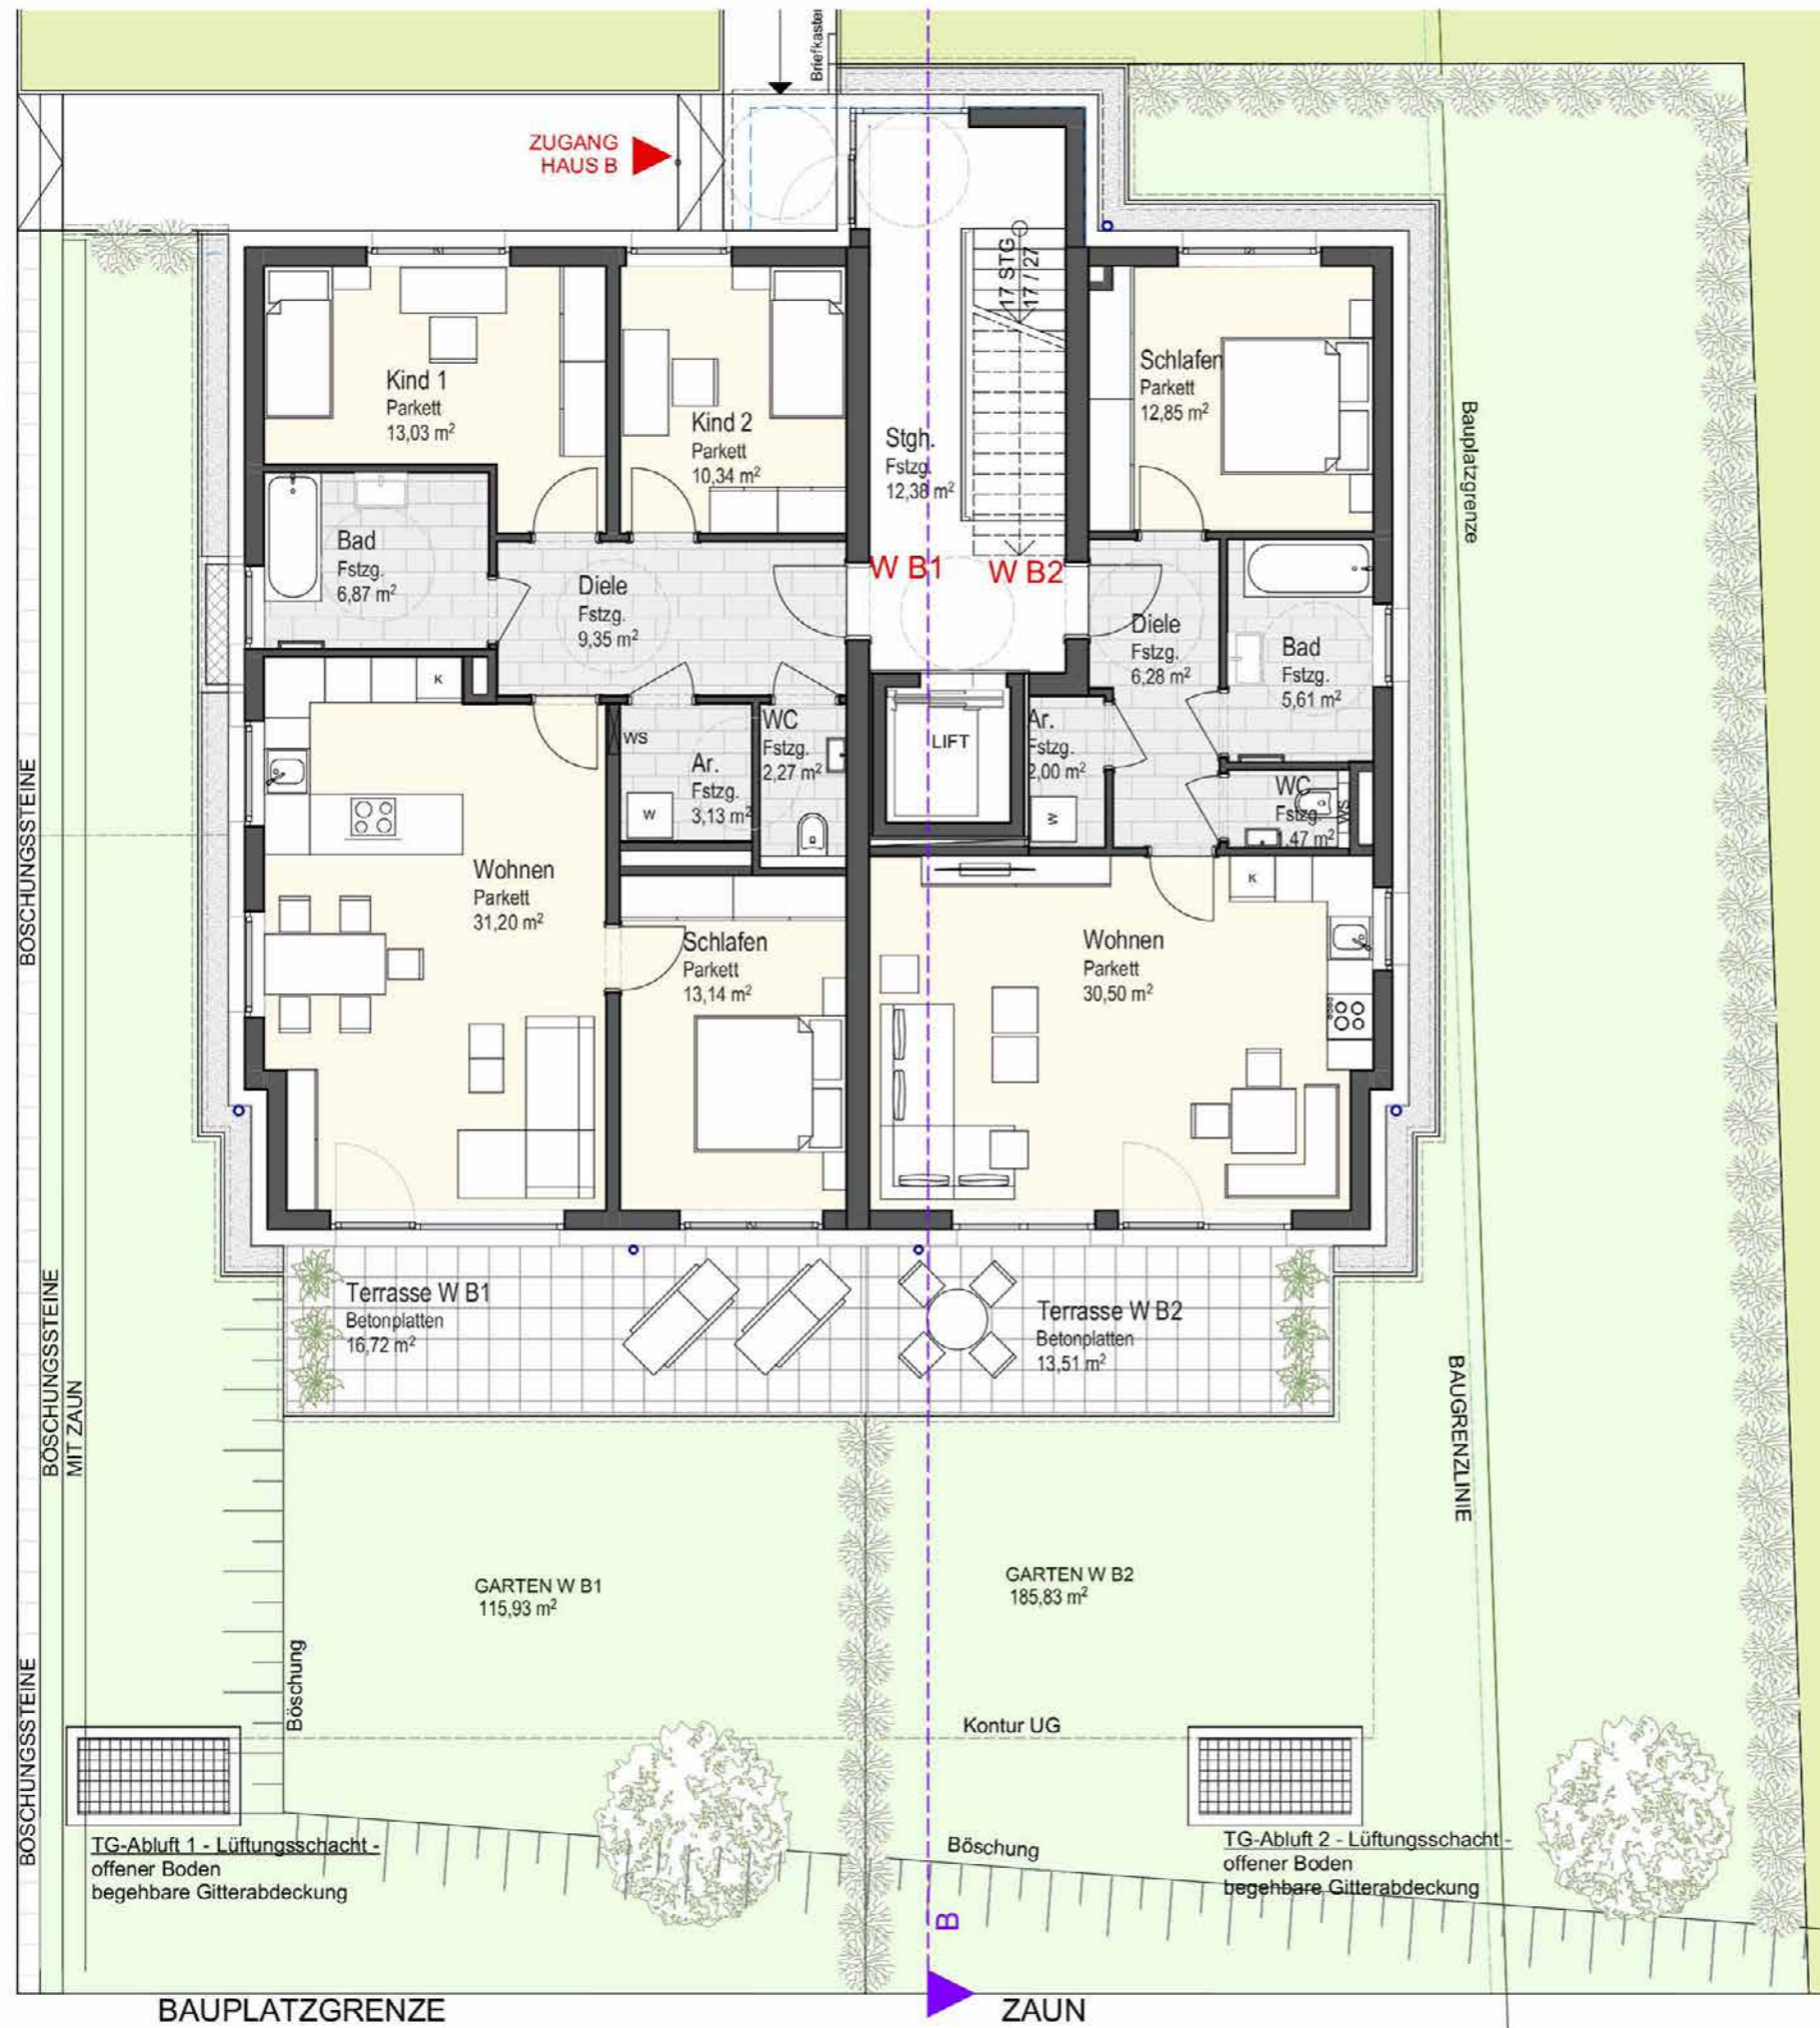 Briefkasten
ZUGANG
HAUS B
17 STG
17 / 27
Kind 1
Parkett
13,03 m²
Kind 2
Parkett
10,34 m²
Stgh.
Fstzg.
12,38 m²
Schlafen
Parkett
12,85 m²
Bauplatzgrenze
Bad
Fstzg.
6,87 m²
Diele
Fstzg.
9,35 m²
W B1
W B2
Diele
Fstzg.
6,28 m²
Bad
Fstzg.
5,61 m²
K
WS
Ar.
Fstzg.
3,13 m²
W
WC
Fstzg.
2,27 m²
LIFT
Ar.
Fstzg.
2,00 m²
W
WC
Fstzg.
,47 m²
WS
BÖSCHUNGSSTEINE
Wohnen
Parkett
31,20 m²
Schlafen
Parkett
13,14 m²
Wohnen
Parkett
30,50 m²
K
Terrasse W B1
Betonplatten
16,72 m²
Terrasse W B2
Betonplatten
13,51 m²
BÖSCHUNGSSTEINE
MIT ZAUN
BAUGRENZLINIE
GARTEN W B1
115,93 m²
GARTEN W B2
185,83 m²
BÖSCHUNGSSTEINE
Böschung
Kontur UG
TG-Abluft 1 - Lüftungsschacht -
offener Boden
begehbare Gitterabdeckung
Böschung
TG-Abluft 2 - Lüftungsschacht -
offener Boden
begehbare Gitterabdeckung
B
BAUPLATZGRENZE
ZAUN